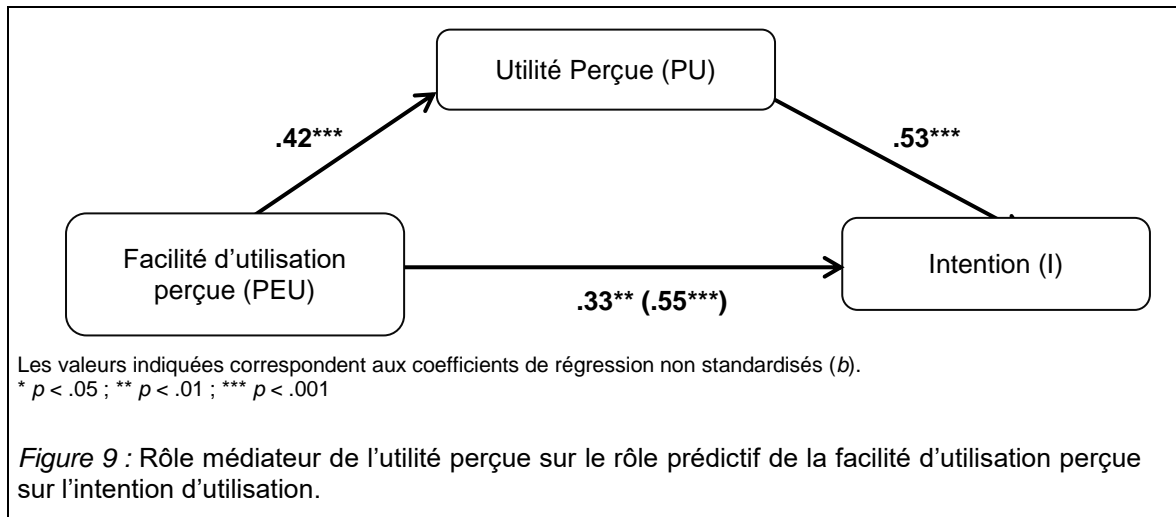 Utilité Perçue (PU)
.42***
.53***
Facilité d’utilisation
perçue (PEU)
Intention (I)
.33** (.55***)
Les valeurs indiquées correspondent aux coefficients de régression non standardisés (b).
* p < .05 ; ** p < .01 ; *** p < .001
Figure 9 : Rôle médiateur de l’utilité perçue sur le rôle prédictif de la facilité d’utilisation perçue
sur l’intention d’utilisation.